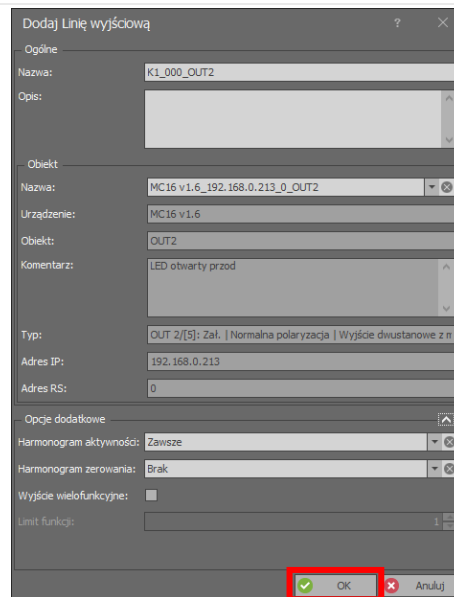 Dodaj Linię wyjściową ?
Ogólne
Nazwa: K1_000_OUT2
Opis:
Obiekt
Nazwa: MC16 v1.6_192.168.0.213_0_OUT2
Urządzenie: MC16 v1.6
Obiekt: OUT2
Komentarz: LED otwarty przod
Typ: OUT 2/[5]: Zał. | Normalna polaryzacja | Wyjście dwustanowe z
Adres IP: 192.168.0.213
Adres RS: 0
Opcje dodatkowe
Harmonogram aktywności: Zawsze
Harmonogram zerowania: Brak
Wyjście wielofunkcyjne:
Limit funkcji: 1
OK Anuluj